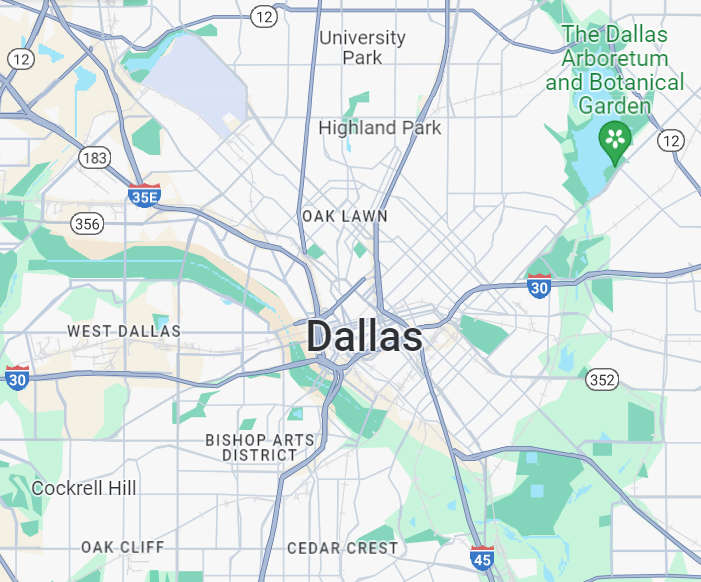 12
University
Park
The Dallas
Arboretum
and Botanical
Garden
12
Highland Park
12
183
35E
356
OAK LAWN
30
WEST DALLAS
Dallas
30
352
BISHOP ARTS
DISTRICT
Cockrell Hill
OAK CLIFF
CEDAR CREST
45